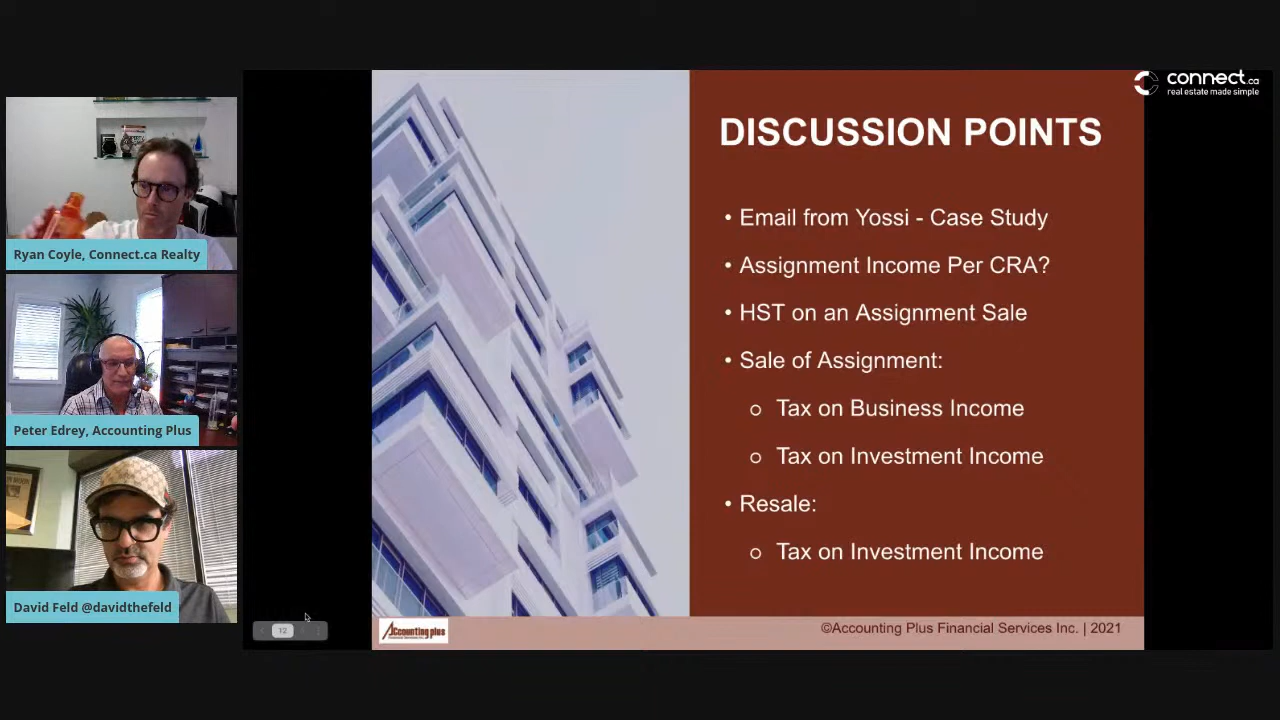 connect.ca
real estate made simple
DISCUSSION POINTS
• Email from Yossi - Case Study
• Assignment Income Per CRA?
• HST on an Assignment Sale
• Sale of Assignment:
o Tax on Business Income
o Tax on Investment Income
• Resale:
o Tax on Investment Income
Ryan Coyle, Connect.ca Realty
Peter Edrey, Accounting Plus
David Feld @davidthefeld
12
Accounting plus
©Accounting Plus Financial Services Inc. | 2021